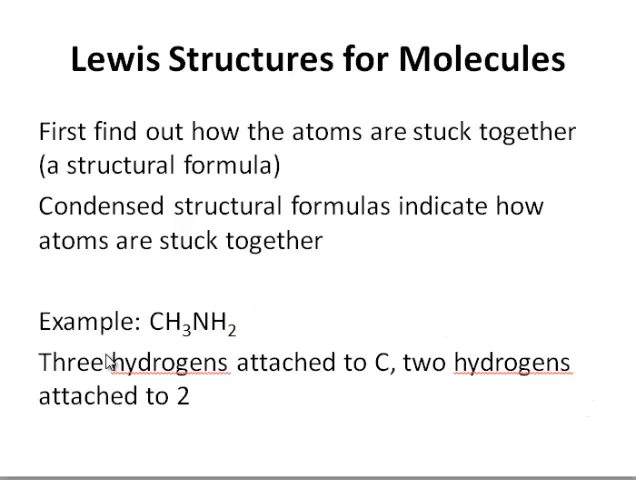 Lewis Structures for Molecules
First find out how the atoms are stuck together
(a structural formula)
Condensed structural formulas indicate how
atoms are stuck together
Example: CH₃NH₂
Three hydrogens attached to C, two hydrogens
attached to 2